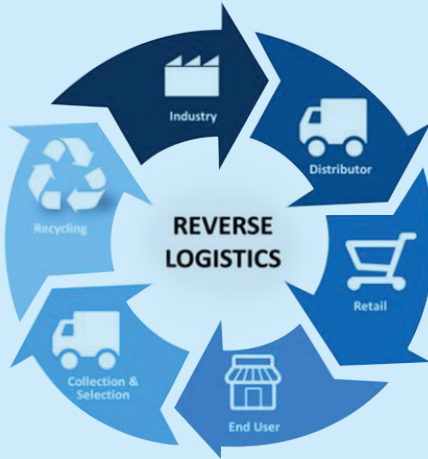 REVERSE
LOGISTICS
Industry
Distributor
Retail
End User
Collection &
Selection
Recycling